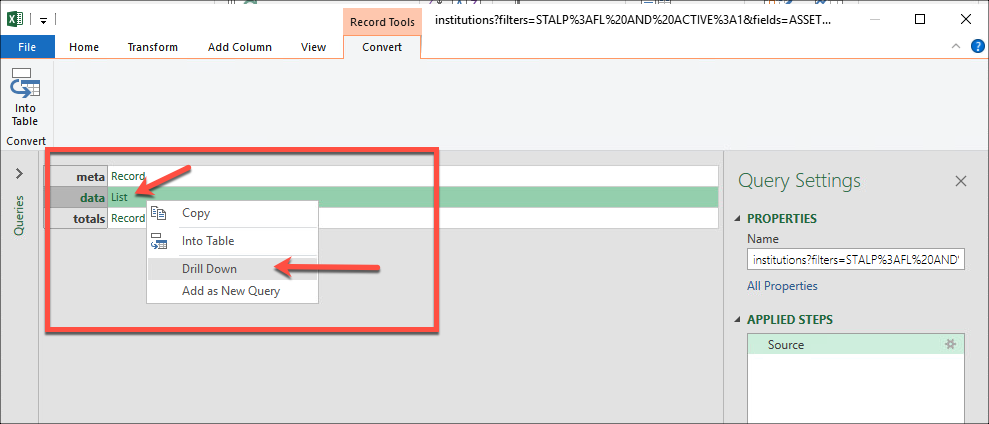 Record Tools institutions?filters=STALP%3AFL%20AND%20ACTIVE%3A1&fields=ASSET...
File Home Transform Add Column View Convert
Into
Table
Convert
Queries
meta Record
data List
totals Record
Copy
Into Table
Drill Down
Add as New Query
Query Settings
PROPERTIES
Name
institutions?filters=STALP%3AFL%20AND
All Properties
APPLIED STEPS
Source